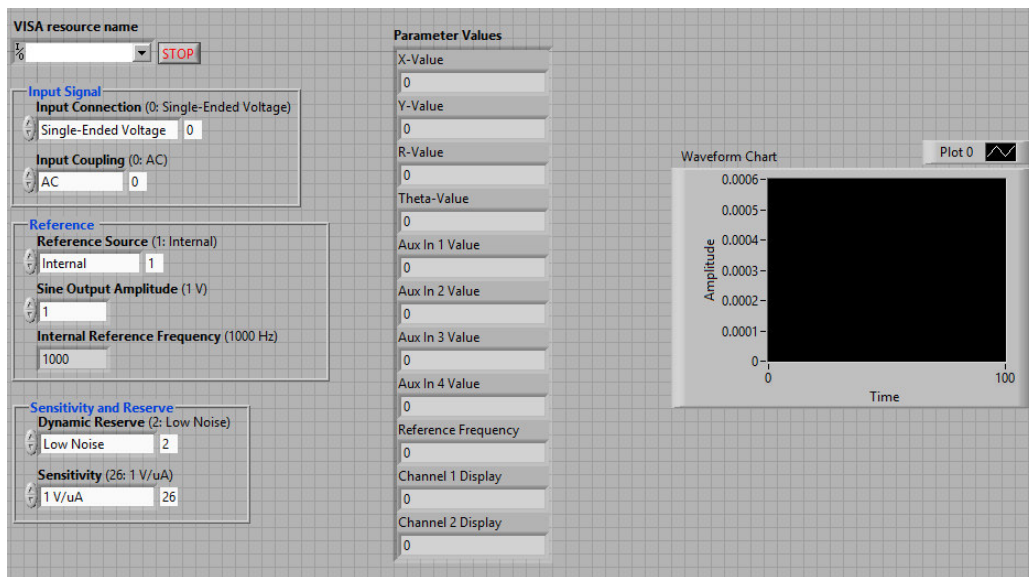 VISA resource name
I/0
STOP
Input Signal
Input Connection (0: Single-Ended Voltage)
Single-Ended Voltage 0
Input Coupling (0: AC)
AC 0
Reference
Reference Source (1: Internal)
Internal 1
Sine Output Amplitude (1 V)
1
Internal Reference Frequency (1000 Hz)
1000
Sensitivity and Reserve
Dynamic Reserve (2: Low Noise)
Low Noise 2
Sensitivity (26: 1 V/uA)
1 V/uA 26
Parameter Values
X-Value
0
Y-Value
0
R-Value
0
Theta-Value
0
Aux In 1 Value
0
Aux In 2 Value
0
Aux In 3 Value
0
Aux In 4 Value
0
Reference Frequency
0
Channel 1 Display
0
Channel 2 Display
0
Waveform Chart
Plot 0
0.0006
0.0005
0.0004
0.0003
0.0002
0.0001
0
Amplitude
0 100
Time